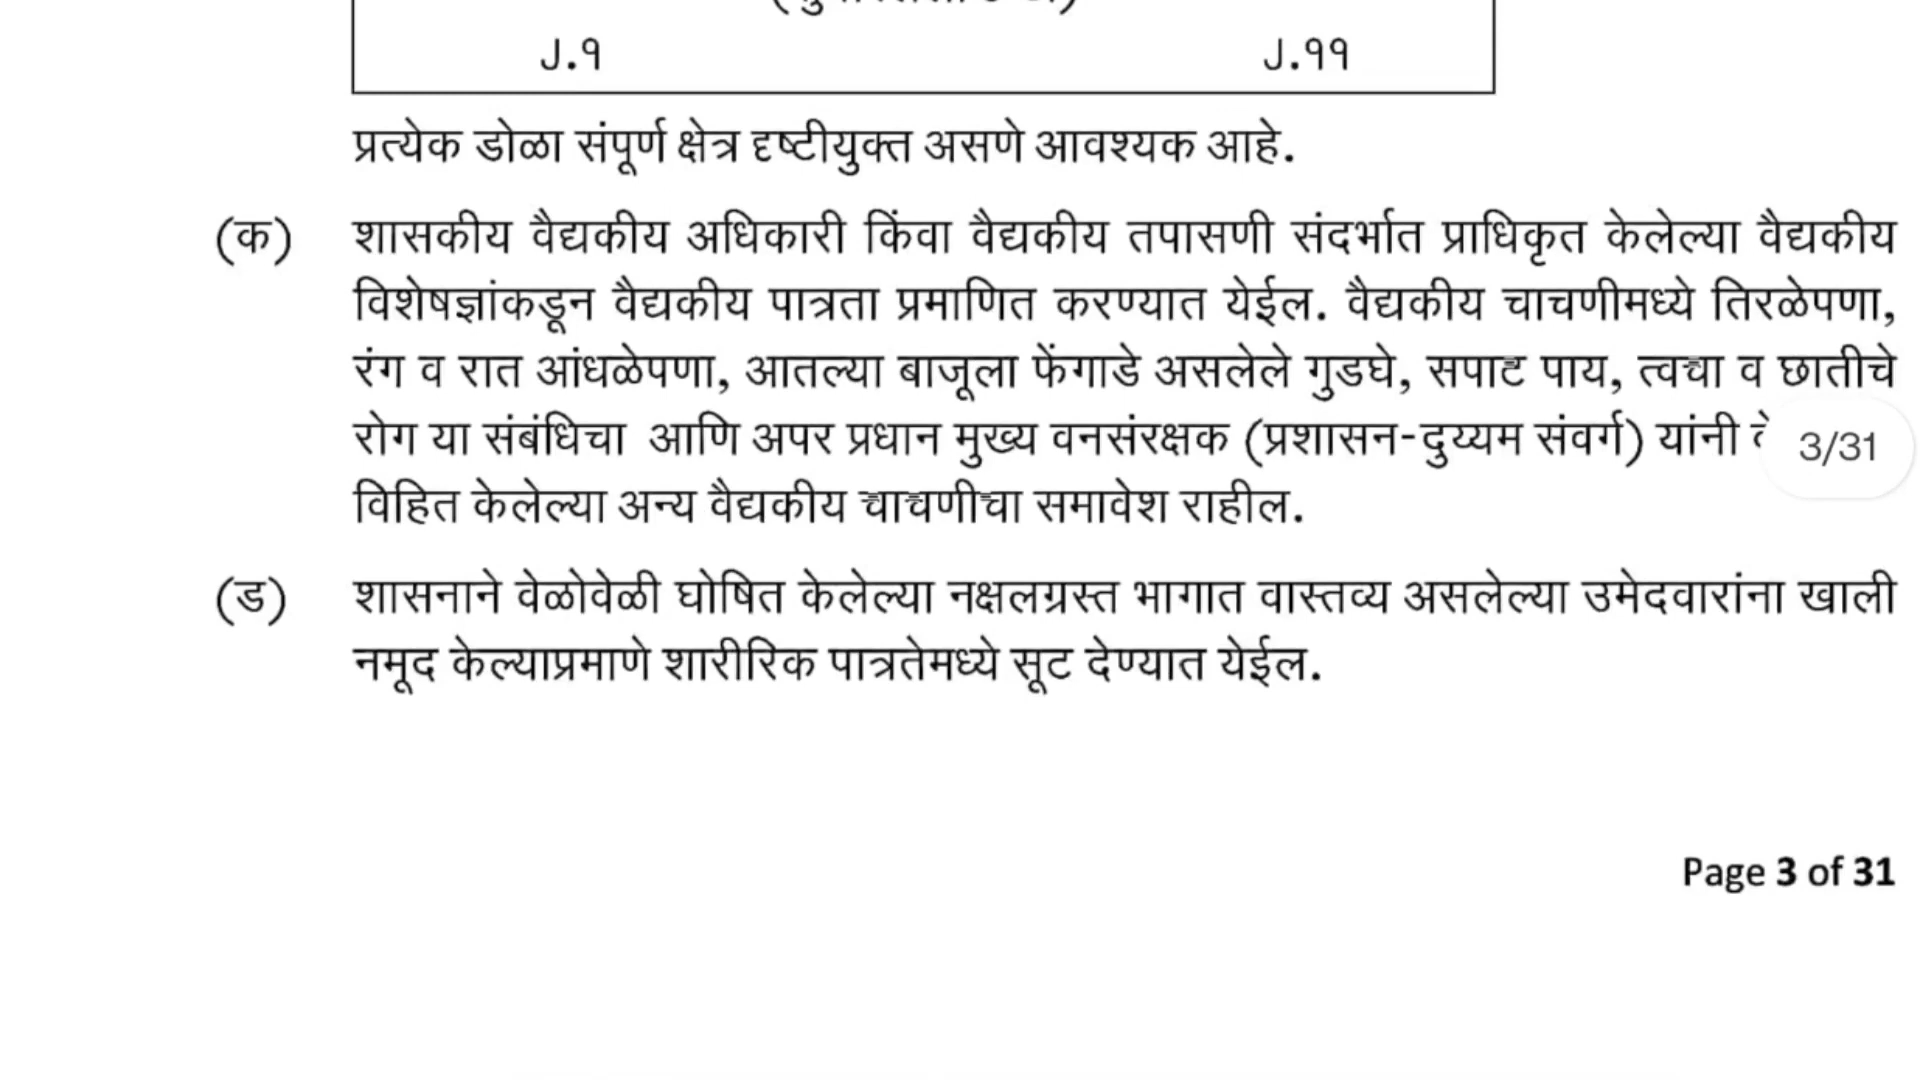 J.१ J.११
प्रत्येक डोळा संपूर्ण क्षेत्र दृष्टीयुक्त असणे आवश्यक आहे.
(क) शासकीय वैद्यकीय अधिकारी किंवा वैद्यकीय तपासणी संदर्भात प्राधिकृत केलेल्या वैद्यकीय
विशेषज्ञांकडून वैद्यकीय पात्रता प्रमाणित करण्यात येईल. वैद्यकीय चाचणीमध्ये तिरळेपणा,
रंग व रात आंधळेपणा, आतल्या बाजूला फेंगाडे असलेले गुडघे, सपाट पाय, त्वचा व छातीचे
रोग या संबंधिचा आणि अपर प्रधान मुख्य वनसंरक्षक (प्रशासन-दुय्यम संवर्ग) यांनी 3/31
विहित केलेल्या अन्य वैद्यकीय चाचणीचा समावेश राहील.
(ड) शासनाने वेळोवेळी घोषित केलेल्या नक्षलग्रस्त भागात वास्तव्य असलेल्या उमेदवारांना खाली
नमूद केल्याप्रमाणे शारीरिक पात्रतेमध्ये सूट देण्यात येईल.
Page 3 of 31